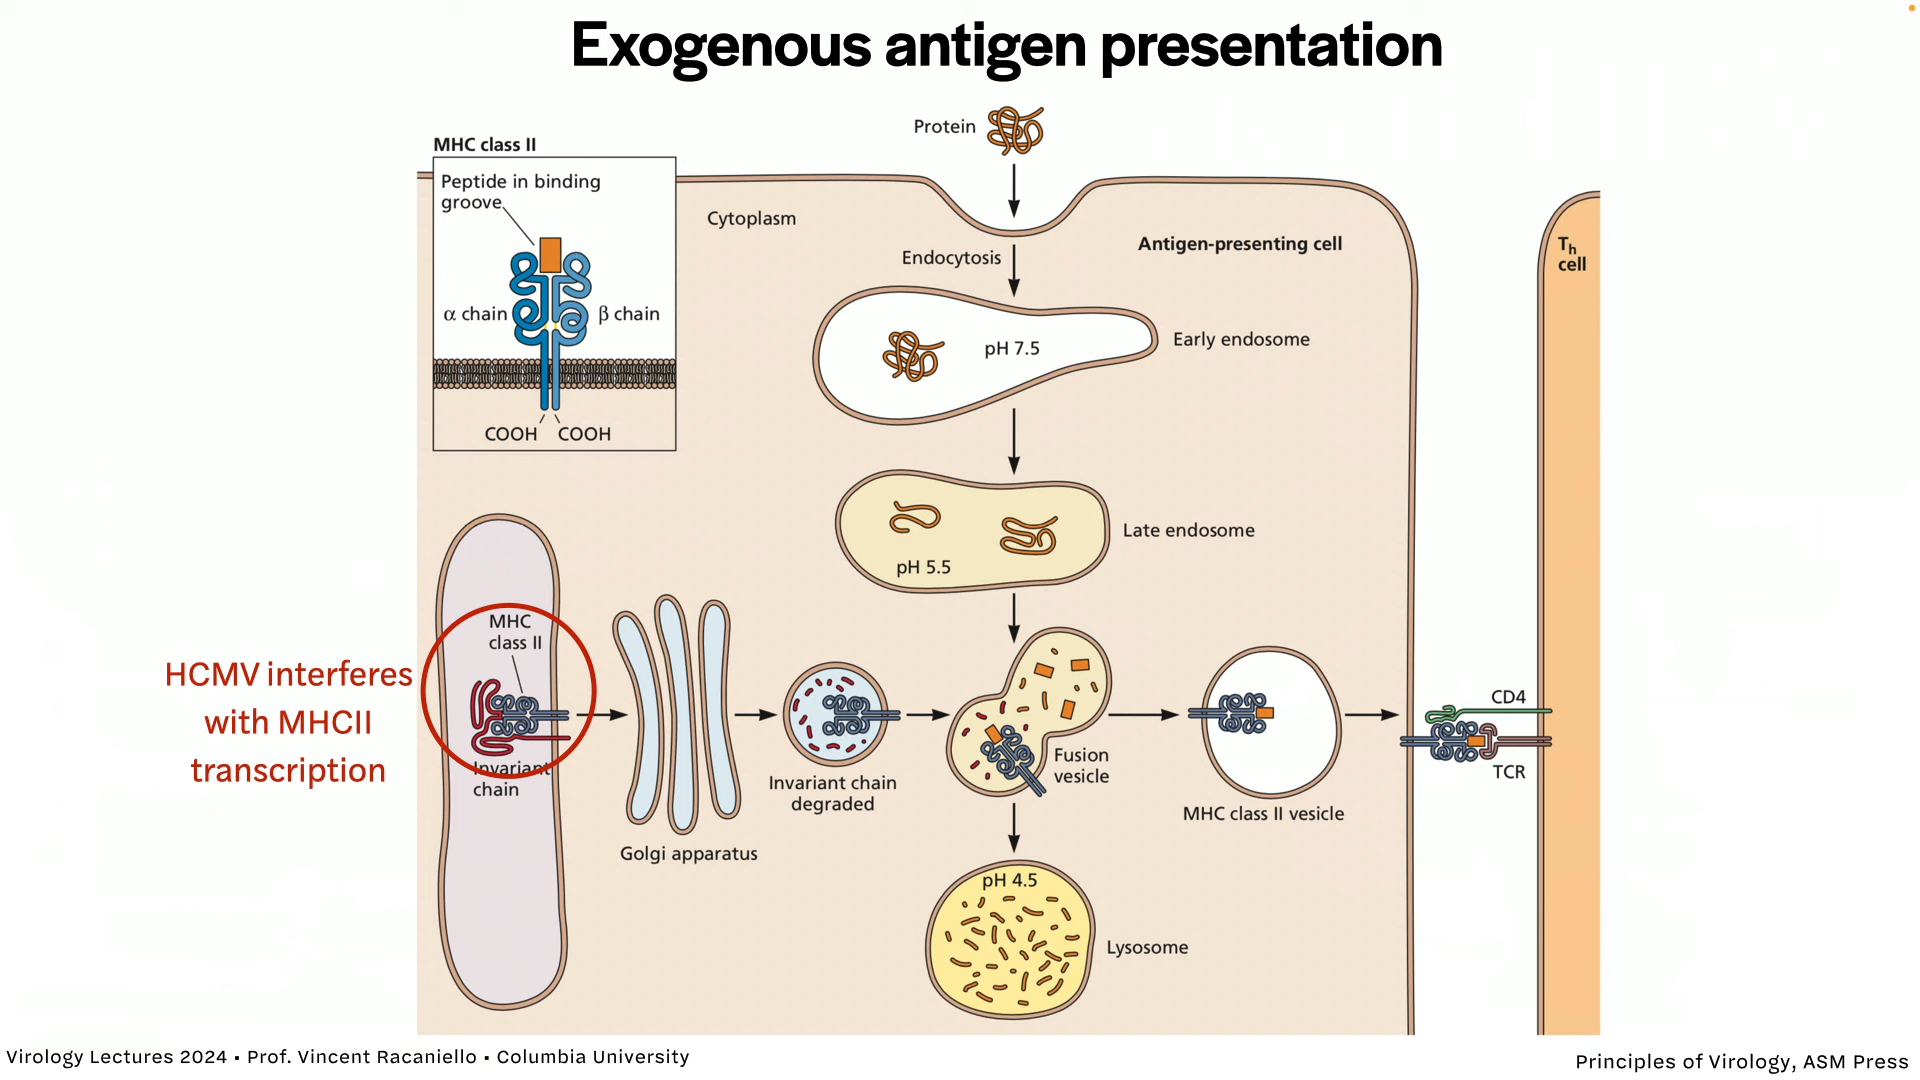 Exogenous antigen presentation
Protein
MHC class II
Peptide in binding
groove
α chain
β chain
COOH
COOH
Cytoplasm
Endocytosis
Antigen-presenting cell
Th
cell
pH 7.5
Early endosome
pH 5.5
Late endosome
HCMV interferes
with MHCII
transcription
MHC
class II
Invariant
chain
Golgi apparatus
Invariant chain
degraded
Fusion
vesicle
MHC class II vesicle
CD4
TCR
pH 4.5
Lysosome
Virology Lectures 2024 • Prof. Vincent Racaniello • Columbia University
Principles of Virology, ASM Press